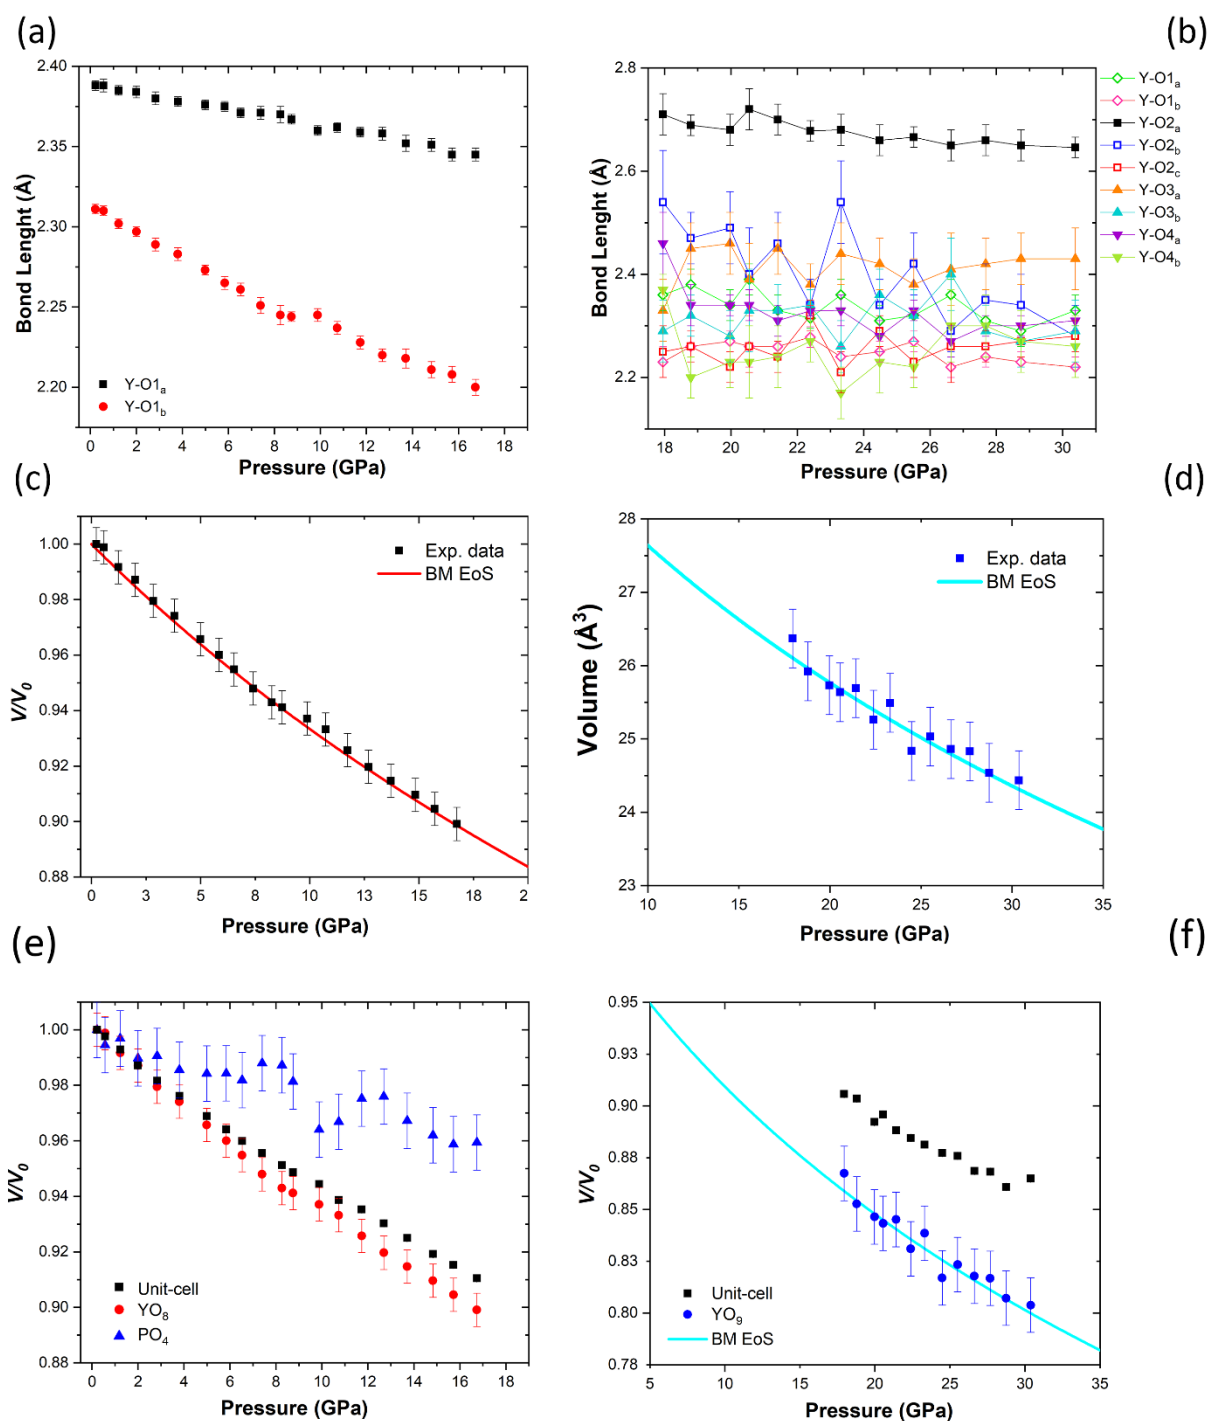 (a)
2.40
2.35
2.30
2.25
2.20
Bond Lenght (Å)
Y-O1a
Y-O1b
0 2 4 6 8 10 12 14 16 18
Pressure (GPa)
(b)
2.8
2.6
2.4
2.2
Bond Lenght (Å)
18 20 22 24 26 28 30
Pressure (GPa)
Y-O1a
Y-O1b
Y-O2a
Y-O2b
Y-O2c
Y-O3a
Y-O3b
Y-O4a
Y-O4b
(c)
1.00
0.98
0.96
0.94
0.92
0.90
0.88
V/V0
Exp. data
BM EoS
0 3 5 8 10 13 15 18 2
Pressure (GPa)
(d)
28
27
26
25
24
23
Volume (Å3)
Exp. data
BM EoS
10 15 20 25 30 35
Pressure (GPa)
(e)
1.00
0.98
0.96
0.94
0.92
0.90
0.88
V/V0
Unit-cell
YO8
PO4
0 2 4 6 8 10 12 14 16 18
Pressure (GPa)
(f)
0.95
0.93
0.90
0.88
0.85
0.83
0.80
0.78
V/V0
Unit-cell
YO9
BM EoS
5 10 15 20 25 30 35
Pressure (GPa)